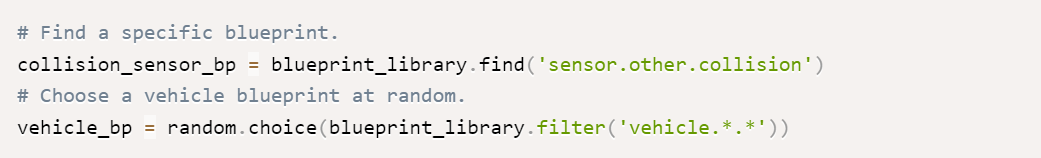 # Find a specific blueprint.
collision_sensor_bp = blueprint_library.find('sensor.other.collision')
# Choose a vehicle blueprint at random.
vehicle_bp = random.choice(blueprint_library.filter('vehicle.*.*'))